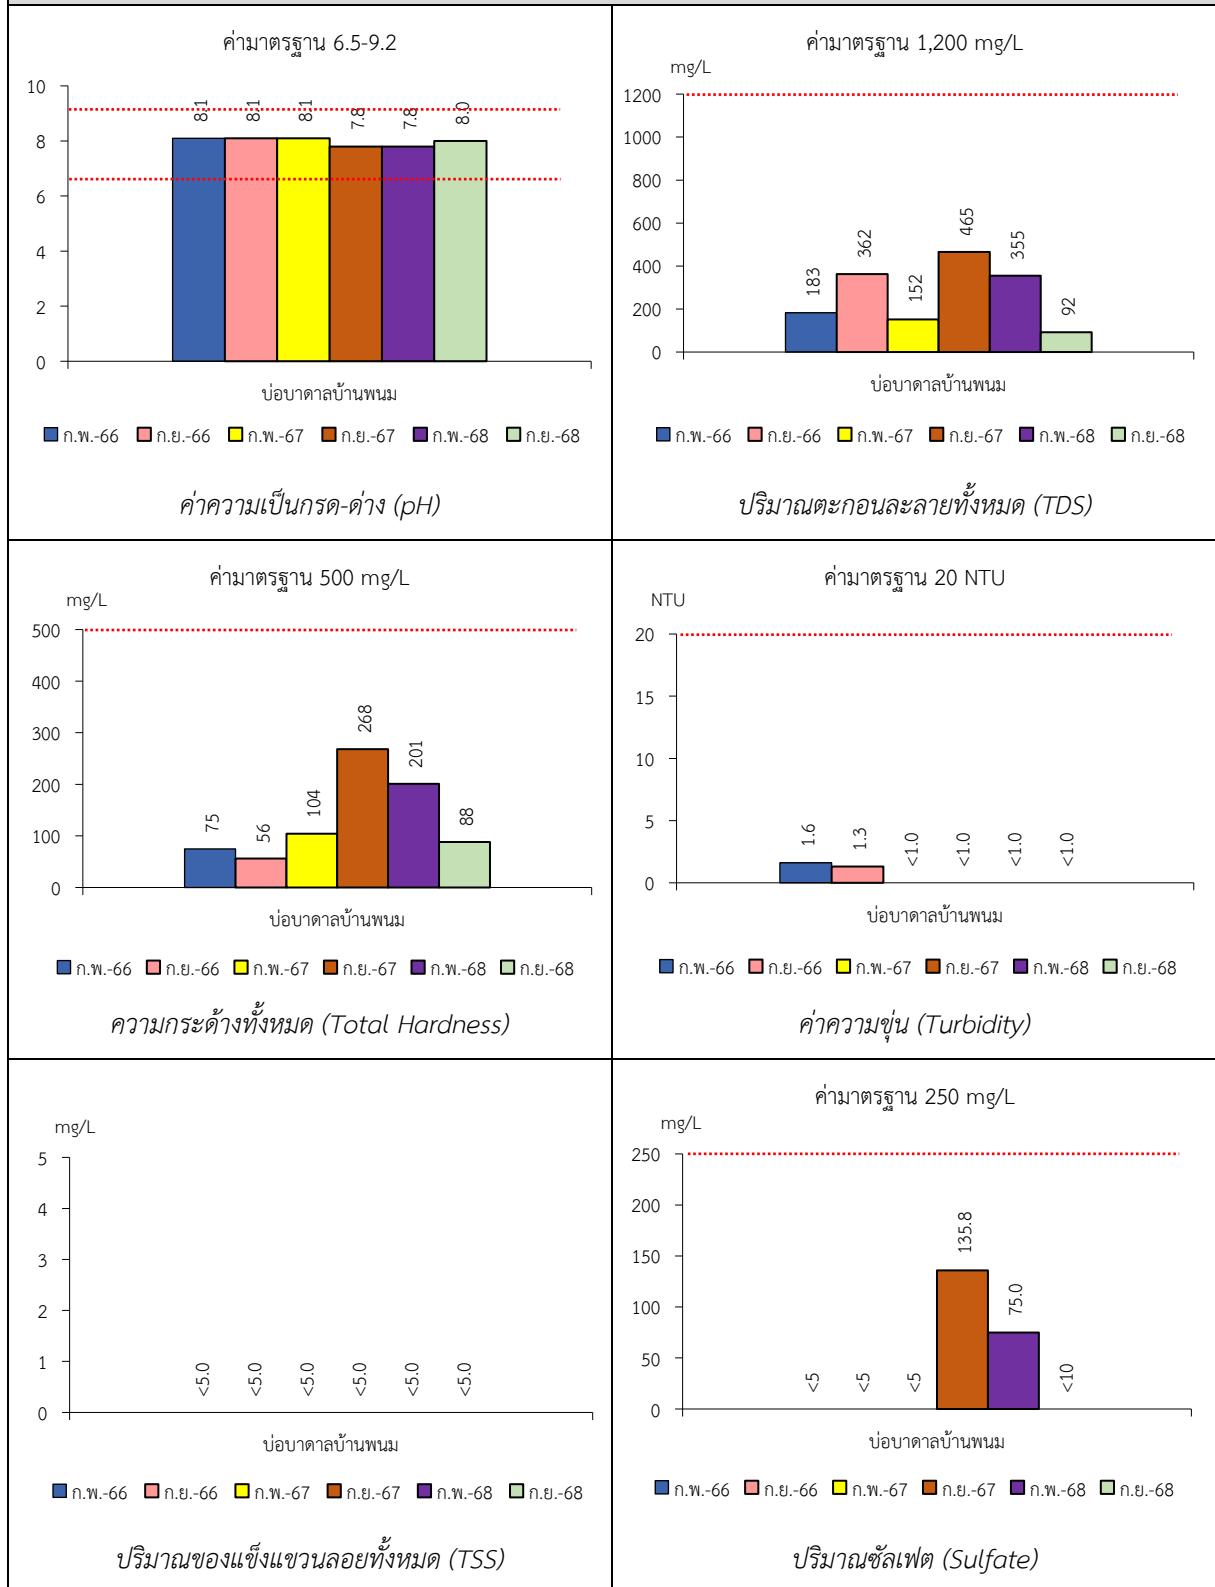 ค่ามาตรฐาน 6.5-9.2
10
8
6
4
2
0
8.1
8.1
8.1
7.8
7.8
8.0
บ่อบาดาลบ้านพนม
ก.พ.-66 ก.ย.-66 ก.พ.-67 ก.ย.-67 ก.พ.-68 ก.ย.-68
ค่าความเป็นกรด-ด่าง (pH)
ค่ามาตรฐาน 1,200 mg/L
mg/L
1200
1000
800
600
400
200
0
183
362
152
465
355
92
บ่อบาดาลบ้านพนม
ก.พ.-66 ก.ย.-66 ก.พ.-67 ก.ย.-67 ก.พ.-68 ก.ย.-68
ปริมาณตะกอนละลายทั้งหมด (TDS)
ค่ามาตรฐาน 500 mg/L
mg/L
500
400
300
200
100
0
75
56
104
268
201
88
บ่อบาดาลบ้านพนม
ก.พ.-66 ก.ย.-66 ก.พ.-67 ก.ย.-67 ก.พ.-68 ก.ย.-68
ความกระด้างทั้งหมด (Total Hardness)
ค่ามาตรฐาน 20 NTU
NTU
20
15
10
5
0
1.6
1.3
<1.0
<1.0
<1.0
<1.0
บ่อบาดาลบ้านพนม
ก.พ.-66 ก.ย.-66 ก.พ.-67 ก.ย.-67 ก.พ.-68 ก.ย.-68
ค่าความขุ่น (Turbidity)
mg/L
5
4
3
2
1
0
<5.0
<5.0
<5.0
<5.0
<5.0
<5.0
บ่อบาดาลบ้านพนม
ก.พ.-66 ก.ย.-66 ก.พ.-67 ก.ย.-67 ก.พ.-68 ก.ย.-68
ปริมาณของแข็งแขวนลอยทั้งหมด (TSS)
ค่ามาตรฐาน 250 mg/L
mg/L
250
200
150
100
50
0
<5
<5
<5
135.8
75.0
<10
บ่อบาดาลบ้านพนม
ก.พ.-66 ก.ย.-66 ก.พ.-67 ก.ย.-67 ก.พ.-68 ก.ย.-68
ปริมาณซัลเฟต (Sulfate)